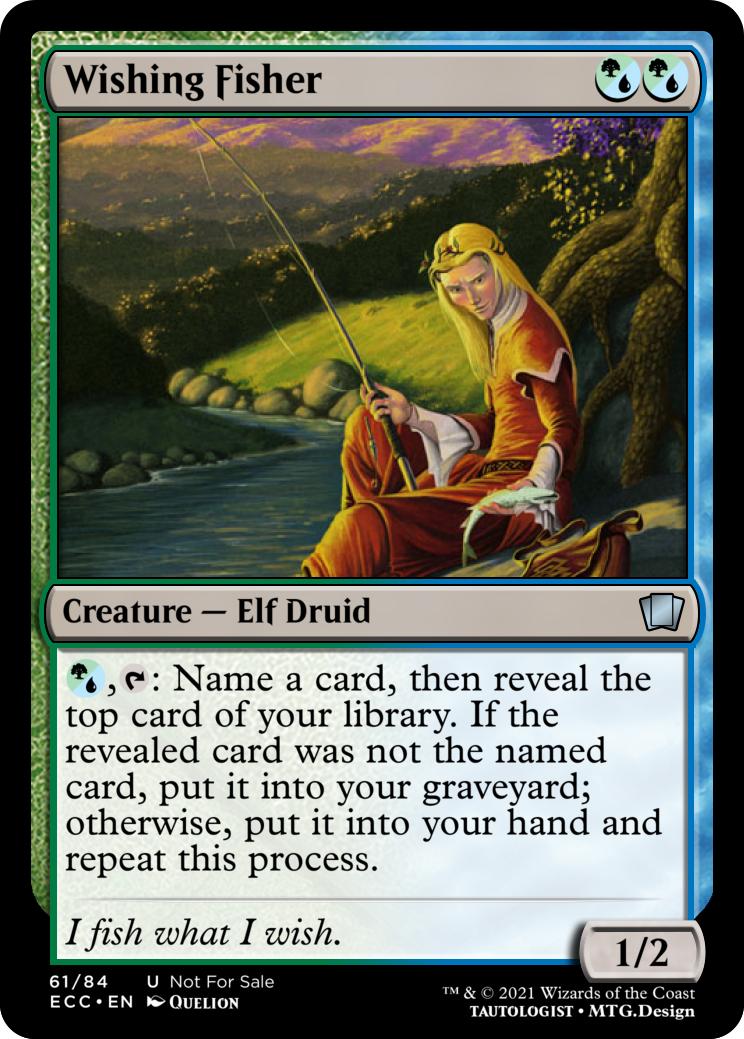 Wishing Fisher
Creature — Elf Druid
, : Name a card, then reveal the
top card of your library. If the
revealed card was not the named
card, put it into your graveyard;
otherwise, put it into your hand and
repeat this process.
I fish what I wish.
1/2
61/84 U Not For Sale
ECC • EN QUELION
™ & © 2021 Wizards of the Coast
TAUTOLOGIST • MTG.Design